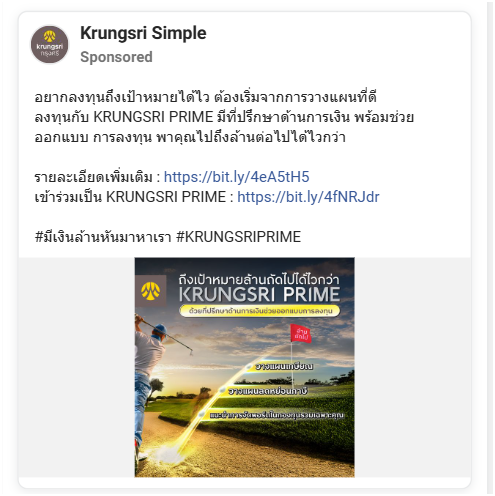 Krungsri Simple
Sponsored
krungsri
กรุงศรี
อยากลงทุนถึงเป้าหมายได้ไว ต้องเริ่มจากการวางแผนที่ดี
ลงทุนกับ KRUNGSRI PRIME มีที่ปรึกษาด้านการเงิน พร้อมช่วย
ออกแบบ การลงทุน พาคุณไปถึงล้านต่อไปได้ไวกว่า
รายละเอียดเพิ่มเติม : https://bit.ly/4eA5tH5
เข้าร่วมเป็น KRUNGSRI PRIME : https://bit.ly/4fNRJdr
#มีเงินล้านหันมาหาเรา #KRUNGSRIPRIME
ถึงเป้าหมายล้านถัดไปได้ไวกว่า
KRUNGSRI PRIME
ด้วยที่ปรึกษาด้านการเงินช่วยออกแบบการลงทุน
ล้าน
ถัดไป
วางแผนเกษียณ
วางแผนลดหย่อนภาษี
แนะนำการจัดพอร์ตในกองทุนรวมเฉพาะคุณ